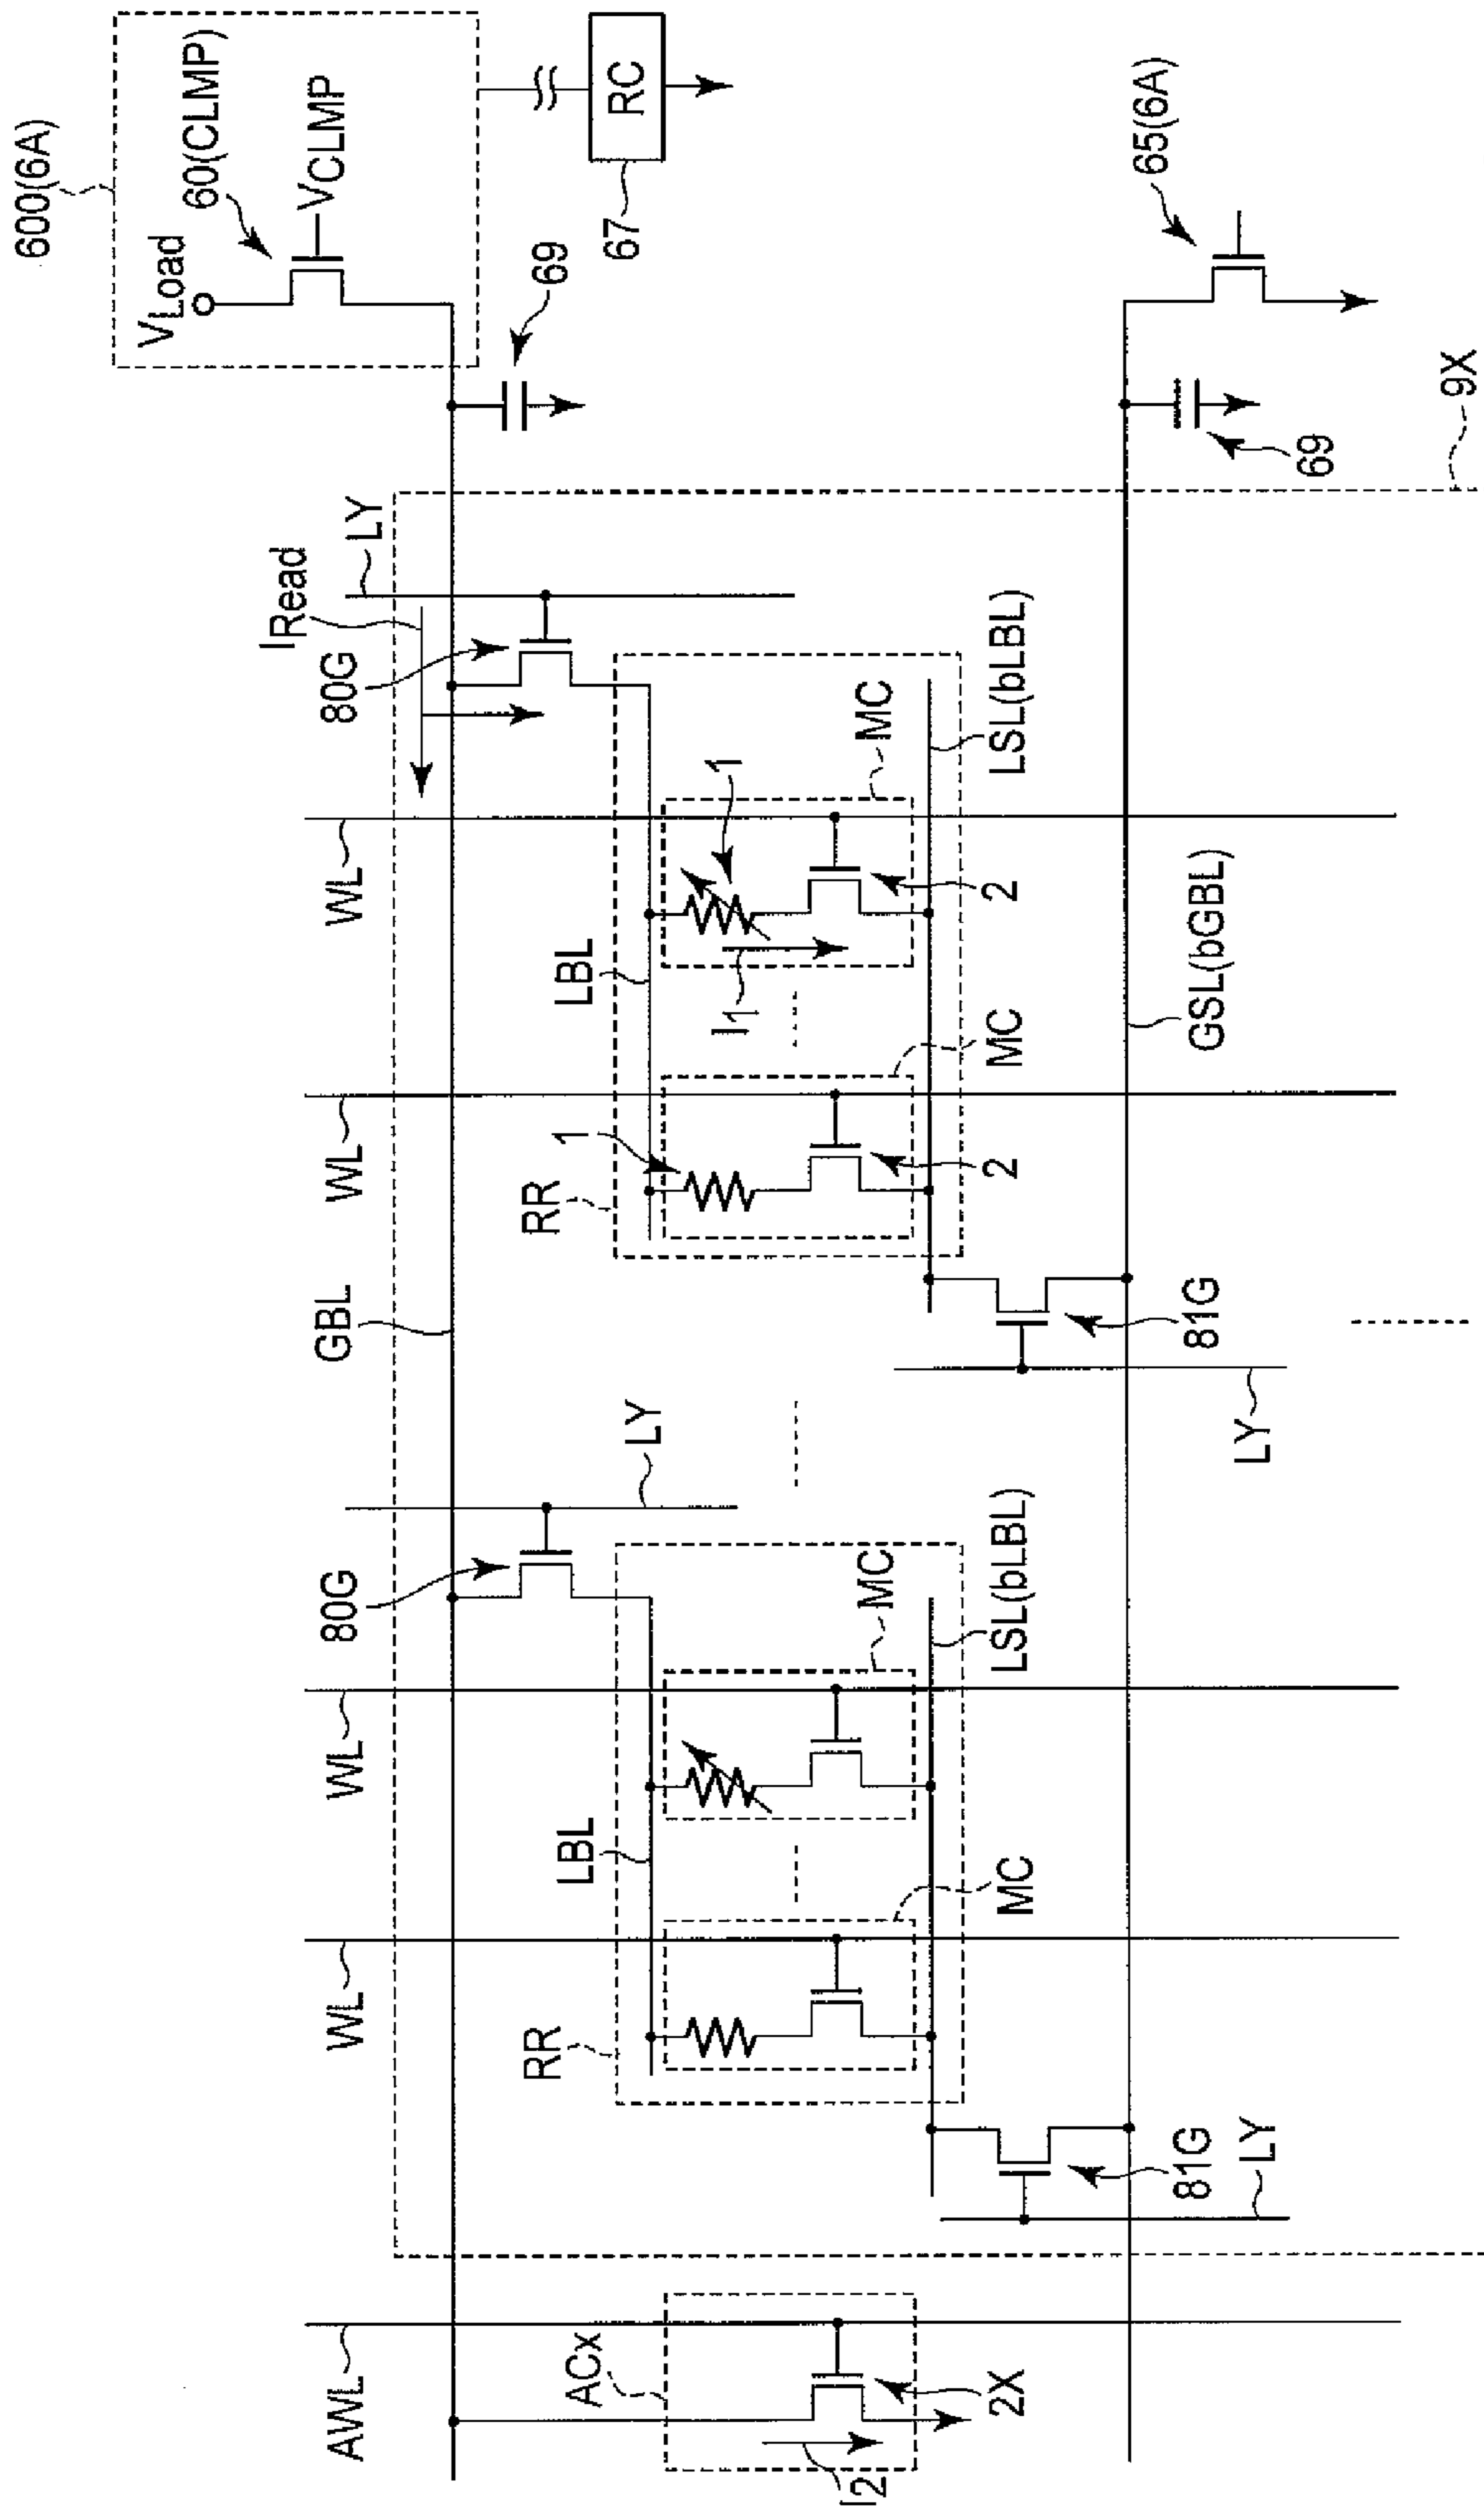 600(6A)
VLoad
60(CLMP)
VCLMP
RC
67
69
65(6A)
69
9X
IRead
LY
80G
WL
LBL
1
I1
MC
2
LSL(bLBL)
WL
RR
1
MC
2
GSL(bGBL)
GBL
81G
LY
LY
80G
WL
LBL
MC
LSL(bLBL)
WL
RR
MC
81G
LY
AWL
ACx
2X
I2